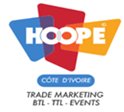 HOOPE
CÔTE D'IVOIRE
TRADE MARKETING
BTL - TTL - EVENTS